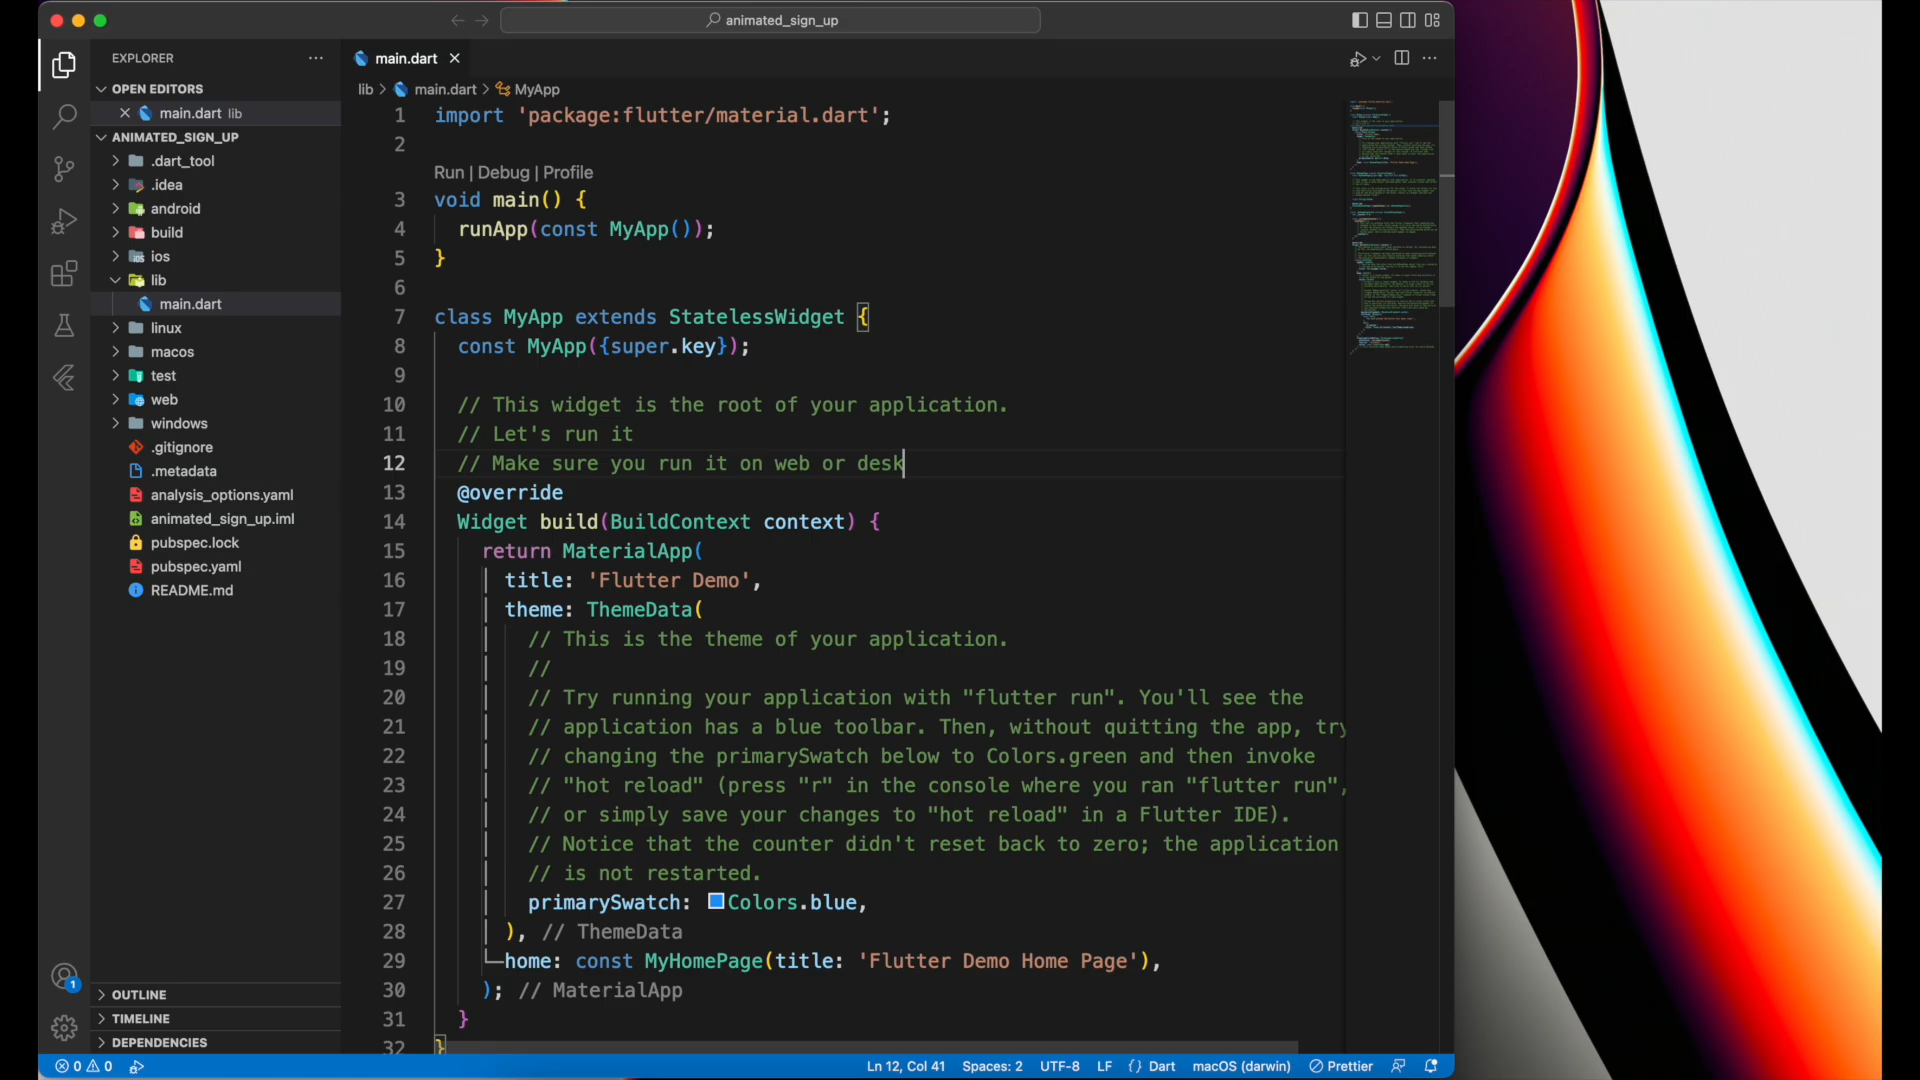 animated_sign_up
EXPLORER
OPEN EDITORS
main.dart lib
ANIMATED_SIGN_UP
.dart_tool
.idea
android
build
ios
lib
main.dart
linux
macos
test
web
windows
.gitignore
.metadata
analysis_options.yaml
animated_sign_up.iml
pubspec.lock
pubspec.yaml
README.md
OUTLINE
TIMELINE
DEPENDENCIES
1
main.dart
lib > main.dart > MyApp
1 import 'package:flutter/material.dart';
2
Run | Debug | Profile
3 void main() {
4 runApp(const MyApp());
5 }
6
7 class MyApp extends StatelessWidget {
8 const MyApp({super.key});
9
10 // This widget is the root of your application.
11 // Let's run it
12 // Make sure you run it on web or desk
13 @override
14 Widget build(BuildContext context) {
15 return MaterialApp(
16 title: 'Flutter Demo',
17 theme: ThemeData(
18 // This is the theme of your application.
19 //
20 // Try running your application with "flutter run". You'll see the
21 // application has a blue toolbar. Then, without quitting the app, try
22 // changing the primarySwatch below to Colors.green and then invoke
23 // "hot reload" (press "r" in the console where you ran "flutter run",
24 // or simply save your changes to "hot reload" in a Flutter IDE).
25 // Notice that the counter didn't reset back to zero; the application
26 // is not restarted.
27 primarySwatch: Colors.blue,
28 ), // ThemeData
29 home: const MyHomePage(title: 'Flutter Demo Home Page'),
30 ); // MaterialApp
31 }
32 }
0 0
Ln 12, Col 41 Spaces: 2 UTF-8 LF {} Dart macOS (darwin) Prettier